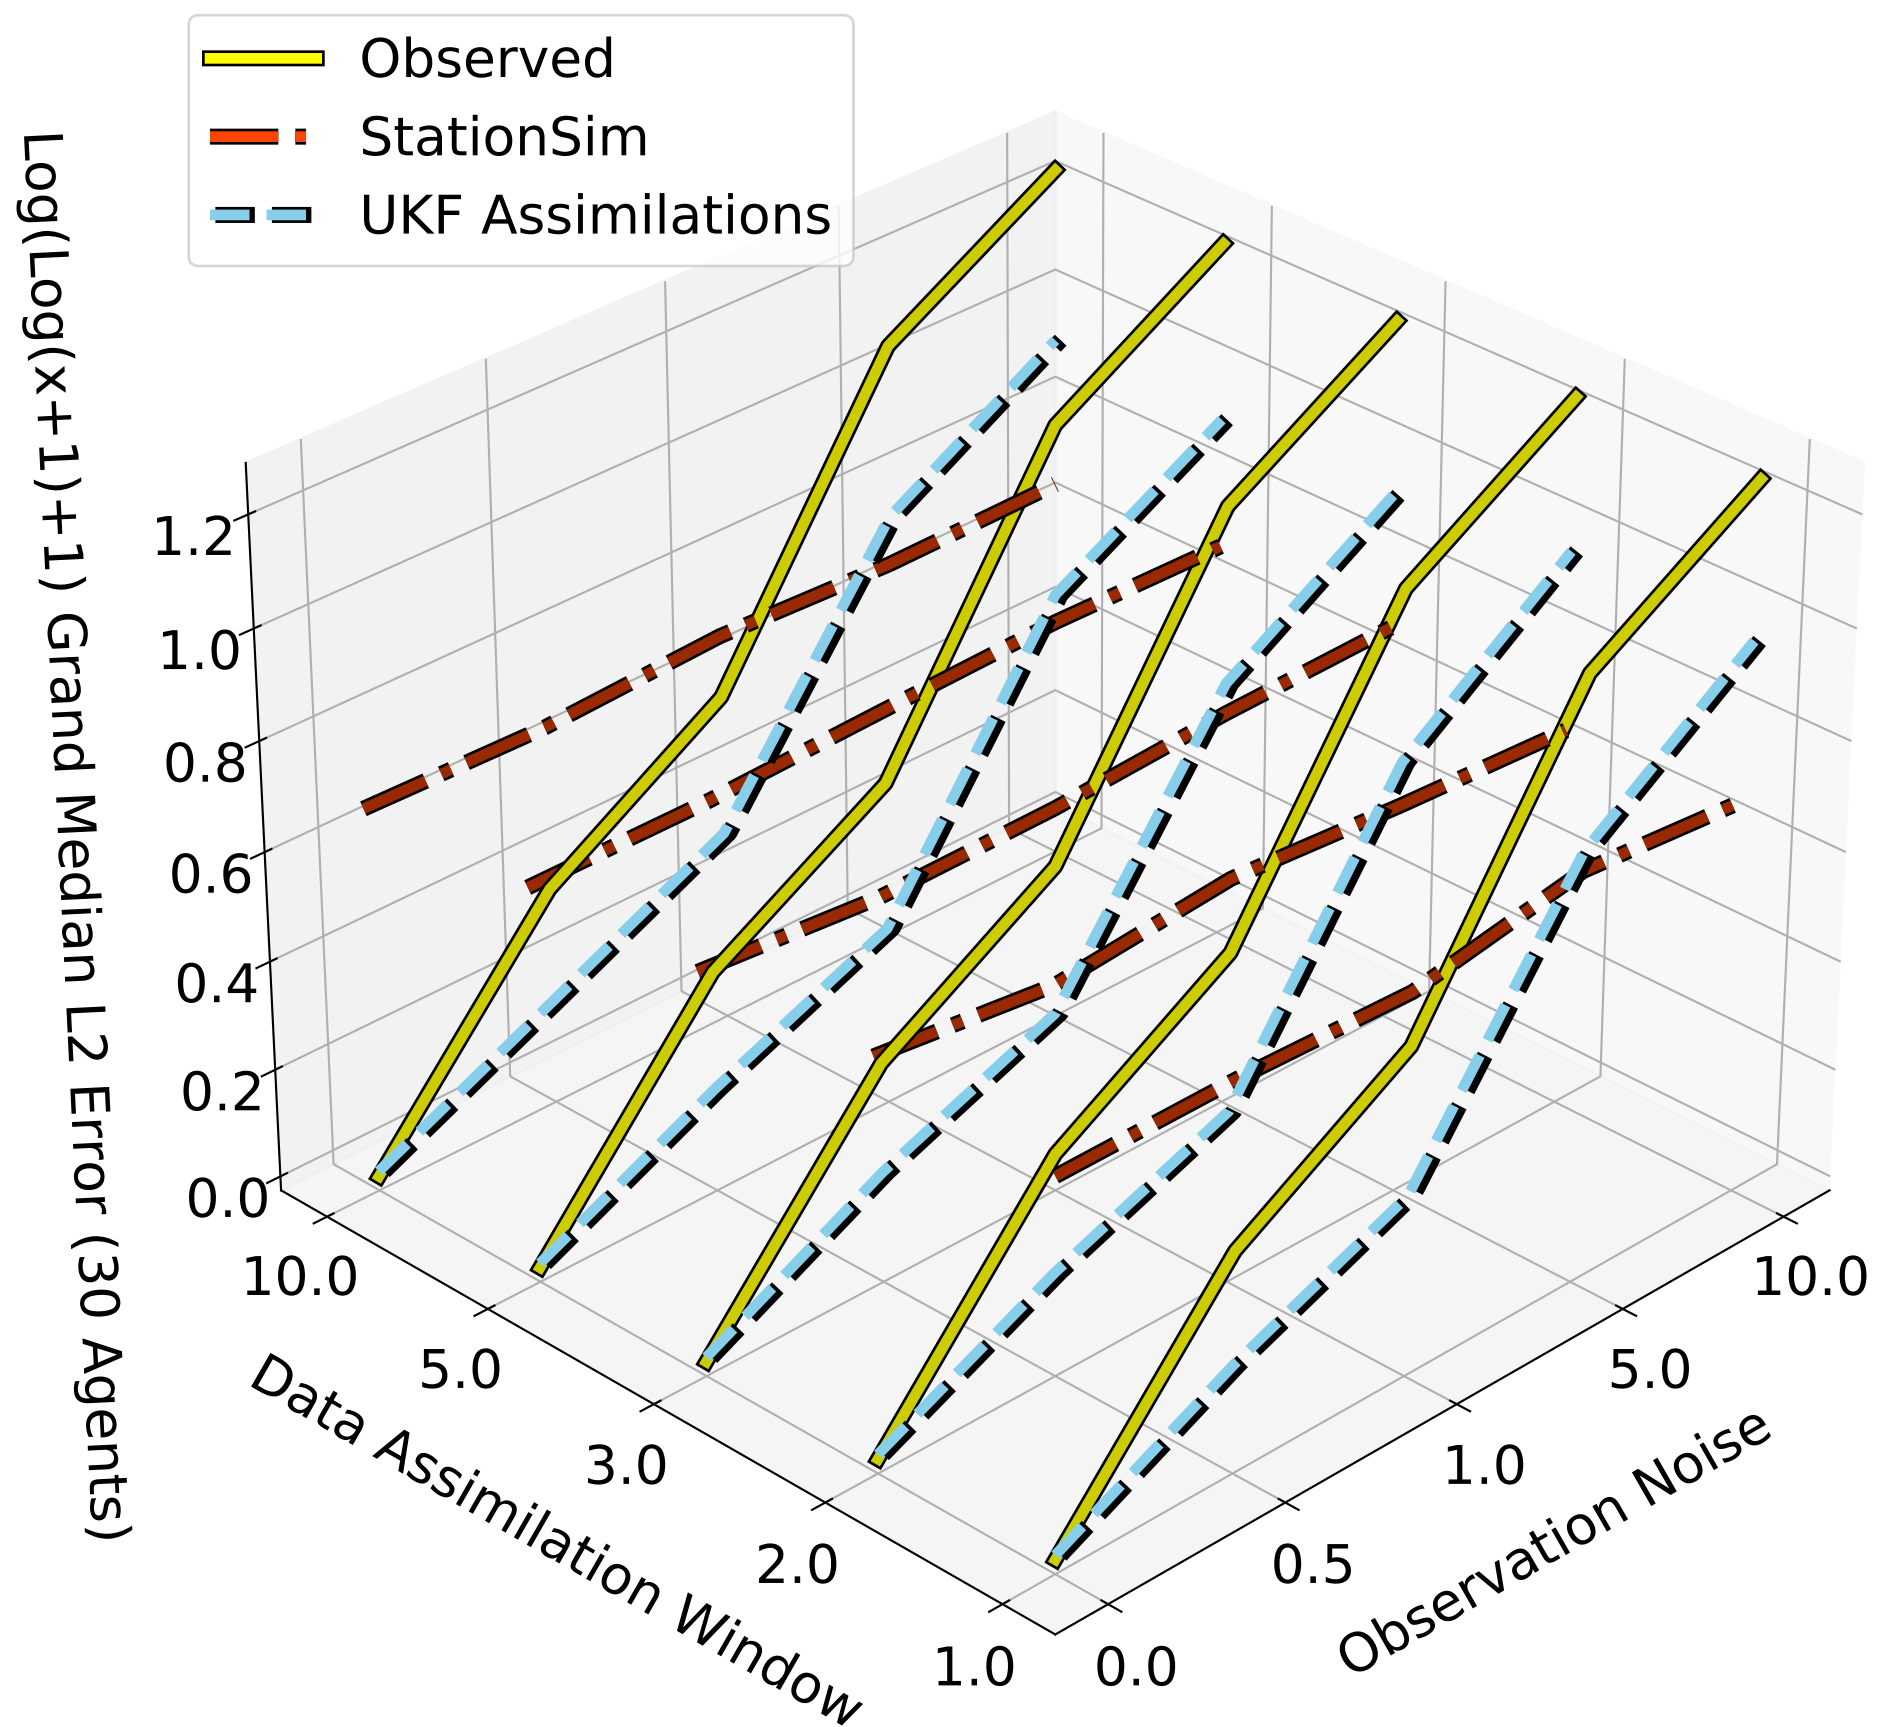 Observed
StationSim
UKF Assimilations
Log(Log(x+1)+1) Grand Median L2 Error (30 Agents)
1.2
1.0
0.8
0.6
0.4
0.2
0.0
10.0
5.0
3.0
2.0
1.0
Data Assimilation Window
0.0
0.5
1.0
5.0
10.0
Observation Noise